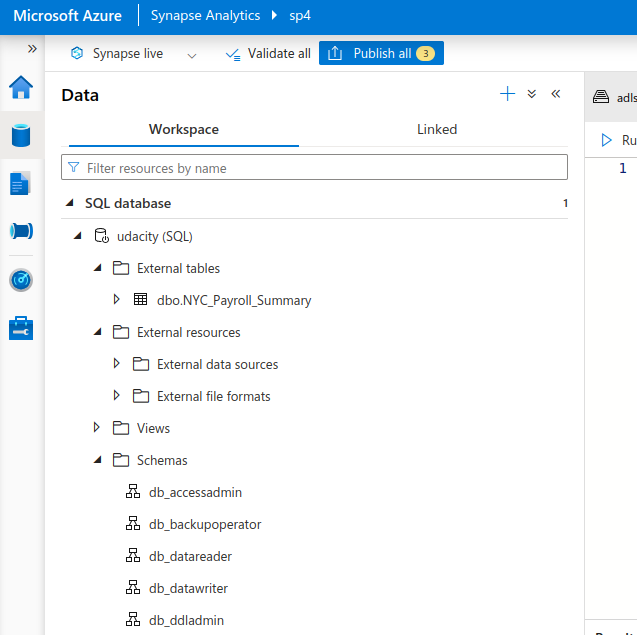 Microsoft Azure Synapse Analytics sp4
Synapse live Validate all Publish all 3
Data
Workspace Linked
Filter resources by name
SQL database 1
udacity (SQL)
External tables
dbo.NYC_Payroll_Summary
External resources
External data sources
External file formats
Views
Schemas
db_accessadmin
db_backupoperator
db_datareader
db_datawriter
db_ddladmin
adls
Ru
1